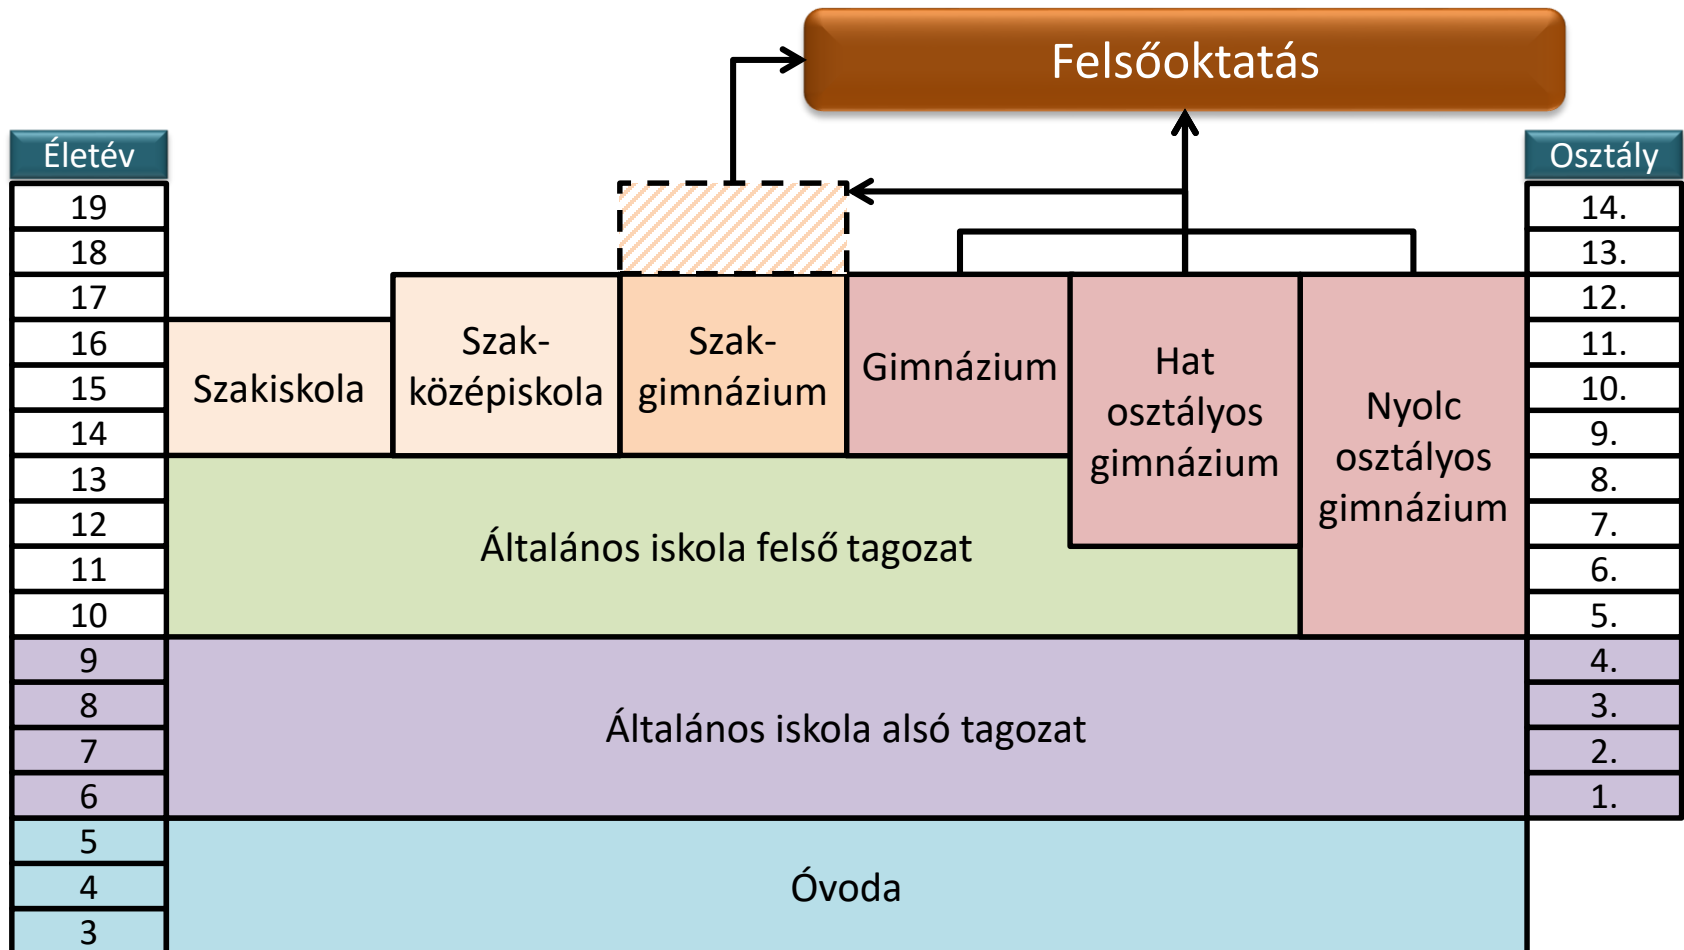 Felsőoktatás
Életév
Osztály
19
14.
18
13.
17
12.
16
11.
15
10.
14
9.
13
8.
12
7.
11
6.
10
5.
9
4.
8
3.
7
2.
6
1.
5
4
3
Szakiskola
Szak-
középiskola
Szak-
gimnázium
Gimnázium
Hat
osztályos
gimnázium
Nyolc
osztályos
gimnázium
Általános iskola felső tagozat
Általános iskola alsó tagozat
Óvoda